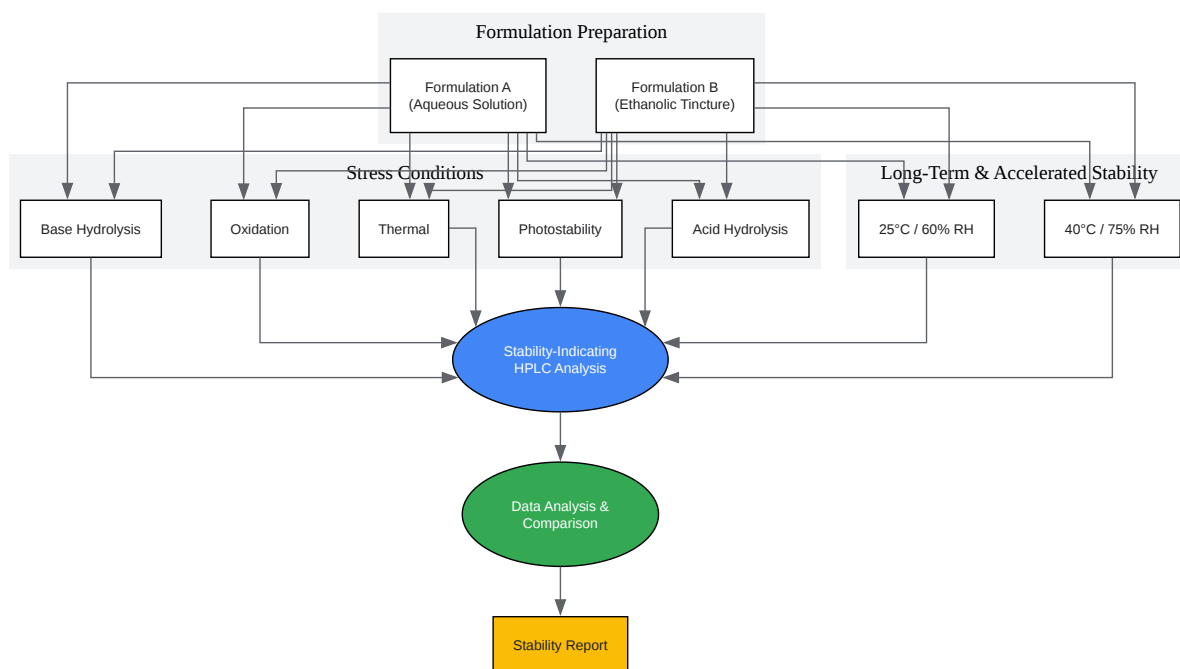 Formulation Preparation
Formulation A
(Aqueous Solution)
Formulation B
(Ethanolic Tincture)
Stress Conditions
Long-Term & Accelerated Stability
Base Hydrolysis
Oxidation
Thermal
Photostability
Acid Hydrolysis
25°C / 60% RH
40°C / 75% RH
Stability-Indicating
HPLC Analysis
Data Analysis &
Comparison
Stability Report